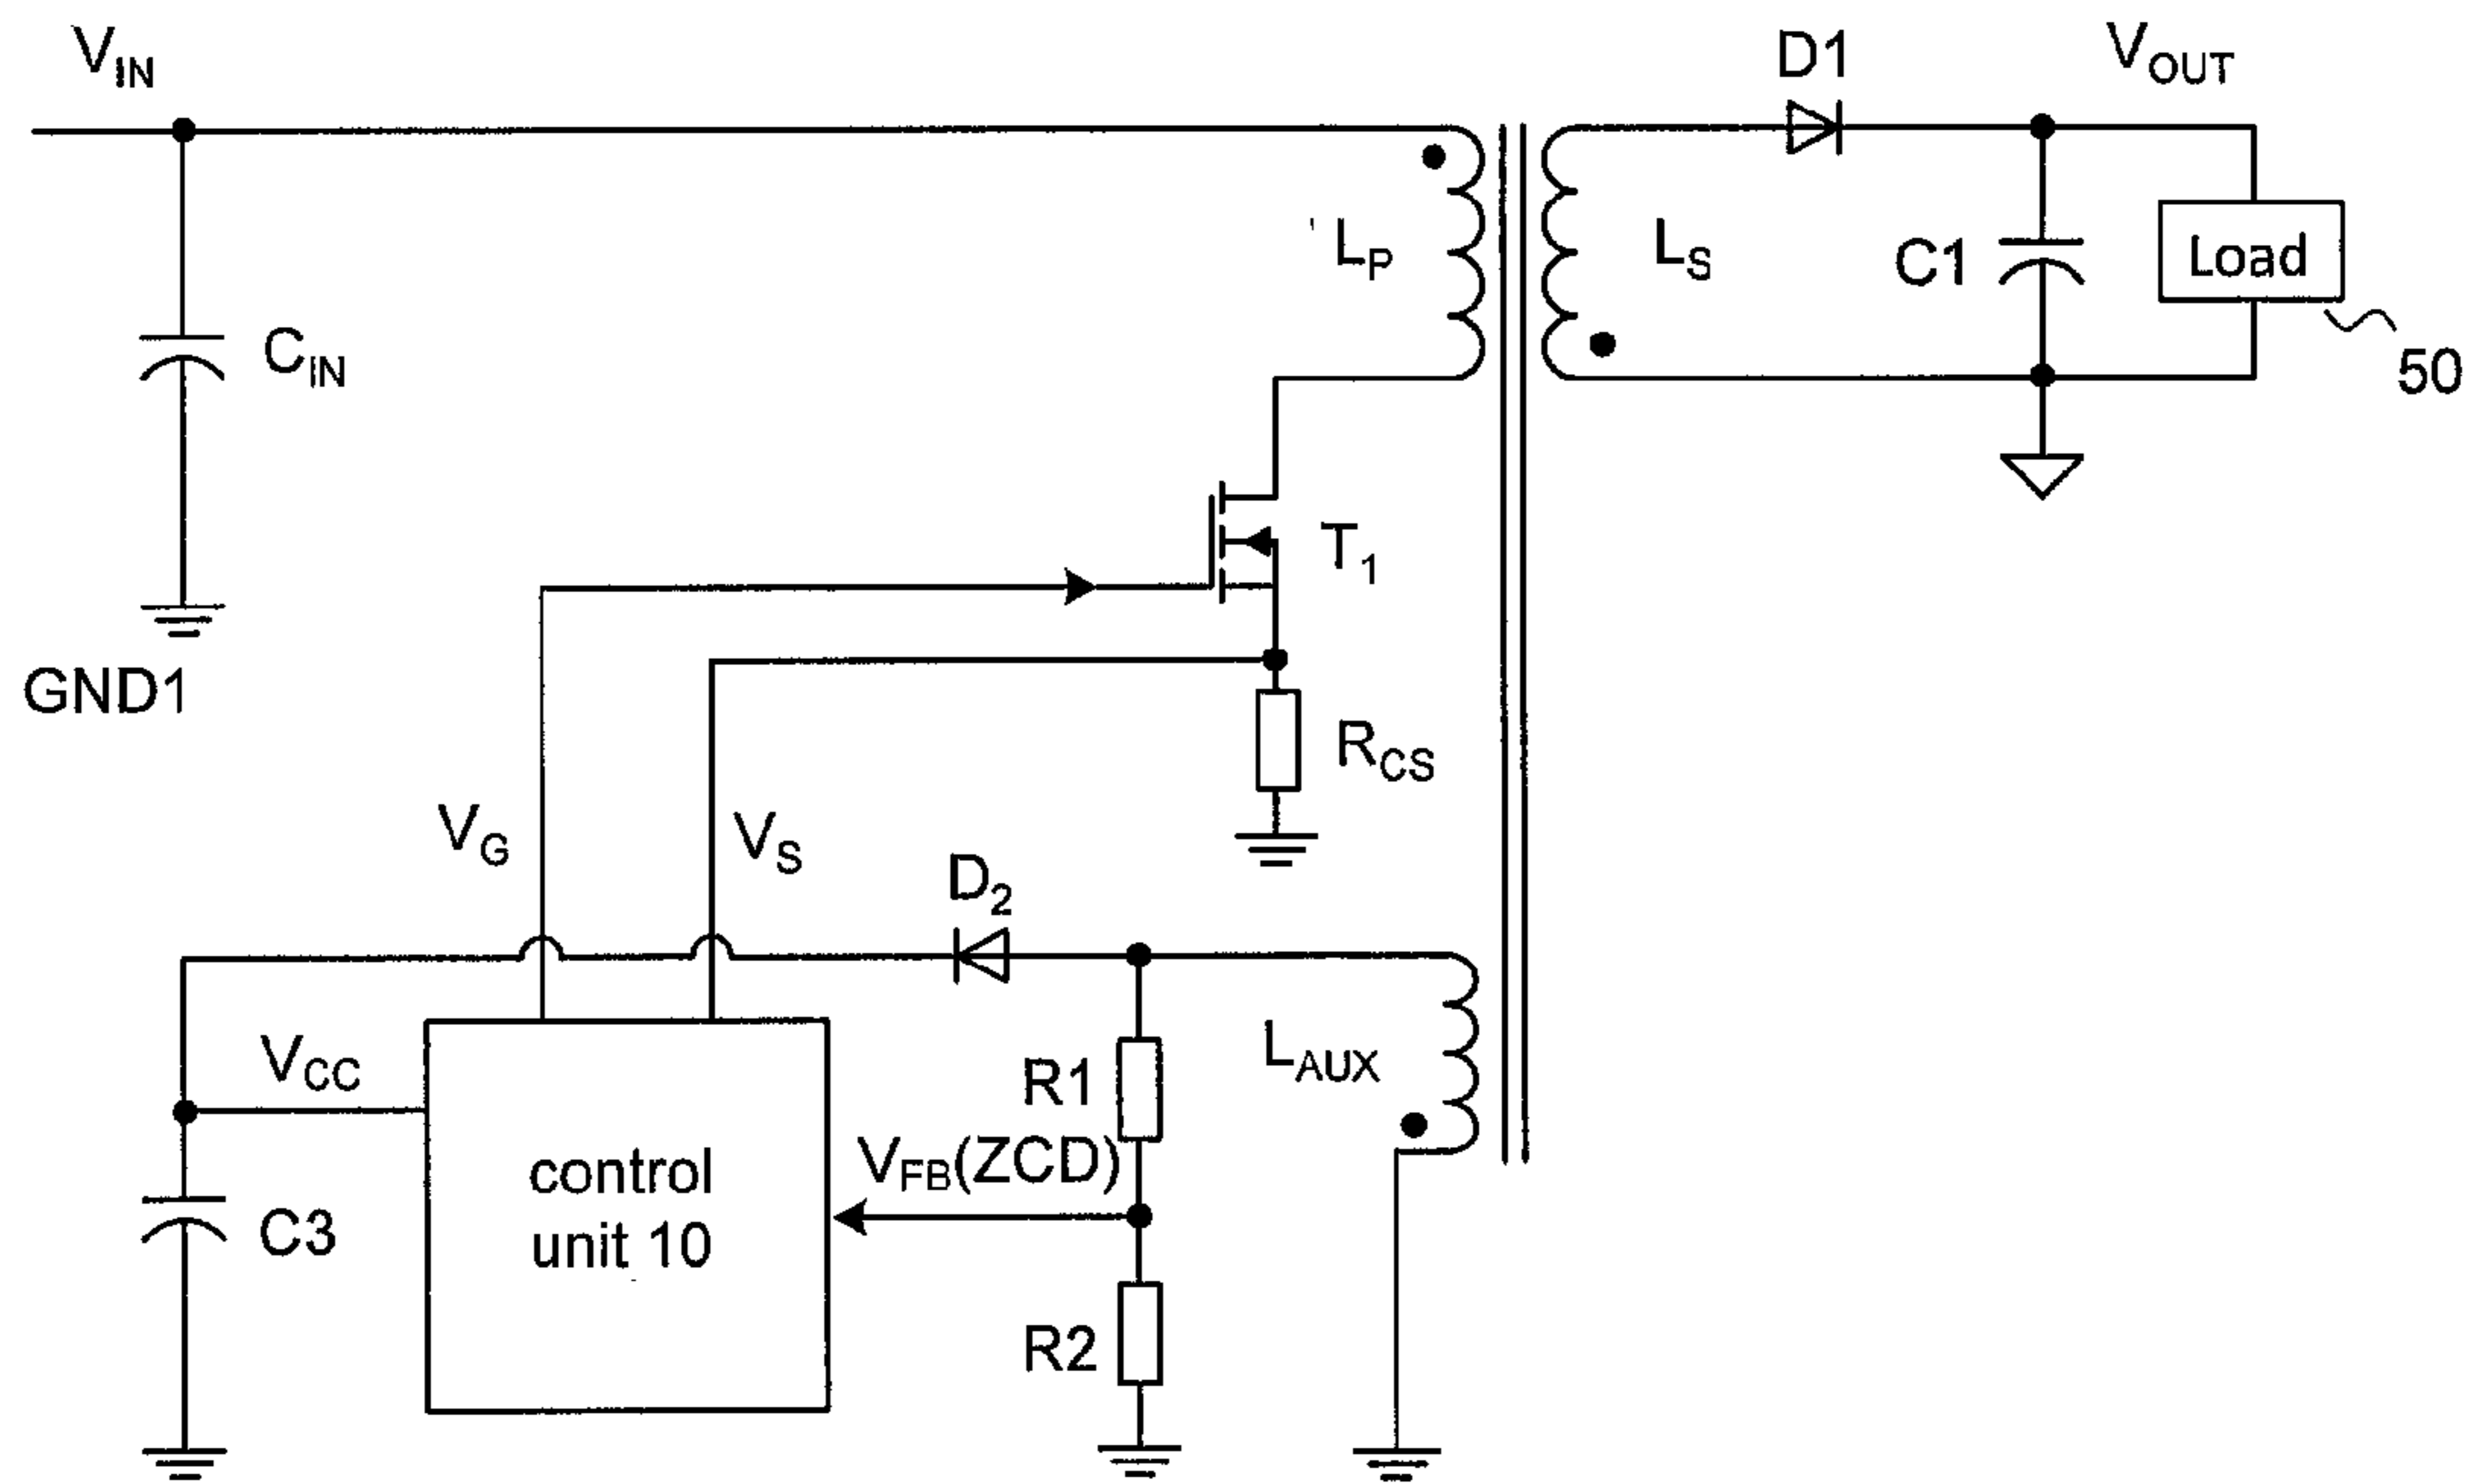 V_IN
D1
V_OUT
L_P
L_S
C1
Load
50
C_IN
T_1
GND1
R_CS
V_G
V_S
D_2
V_CC
L_AUX
R1
V_FB(ZCD)
control
unit 10
C3
R2